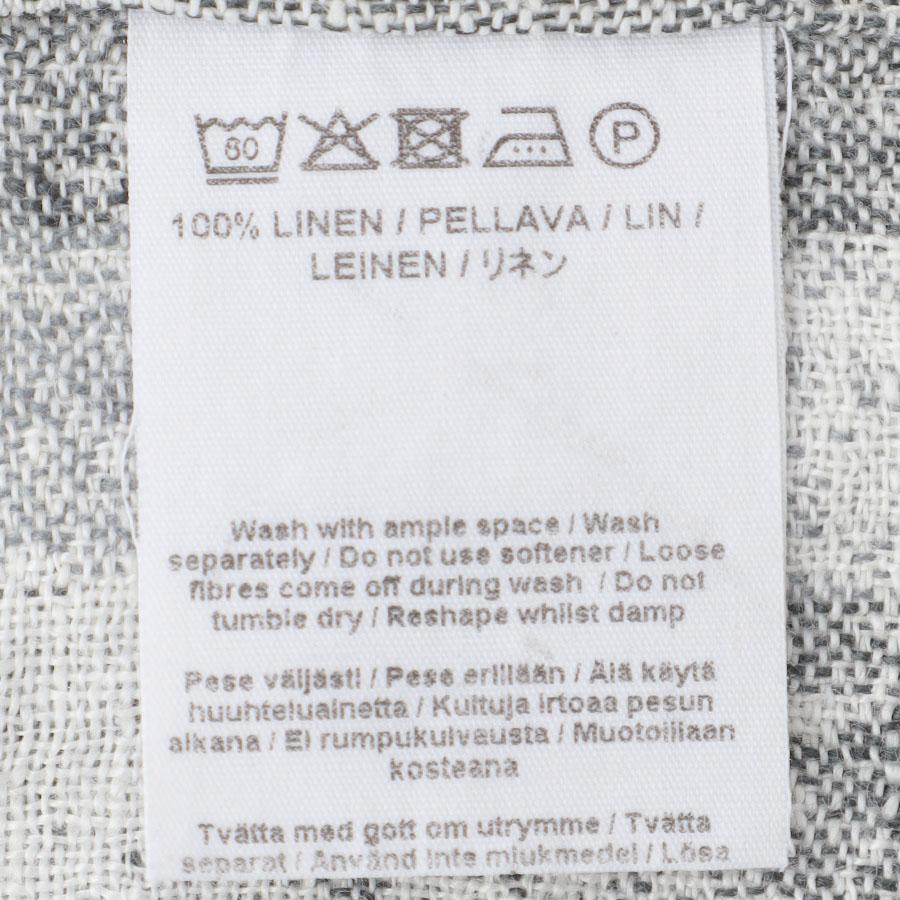 60
P
100% LINEN / PELLAVA / LIN /
LEINEN / リネン
Wash with ample space / Wash
separately / Do not use softener / Loose
fibres come off during wash / Do not
tumble dry / Reshape whilst damp
Pese väljästi / Pese erillään / Älä käytä
huuhteluainetta / Kuituja irtoaa pesun
aikana / Ei rumpukuivausta / Muotoillaan
kosteana
Tvätta med gott om utrymme / Tvätta
separat / Använd inte mjukmedel / Lösa